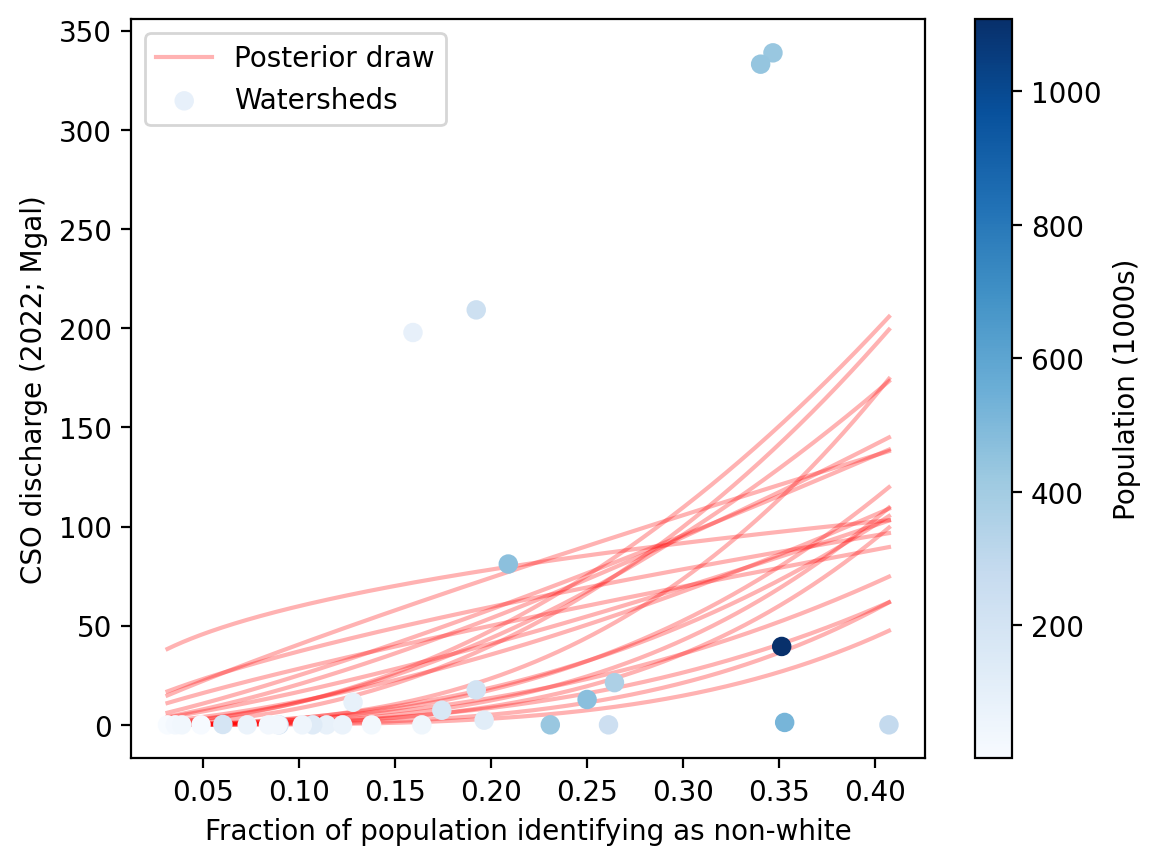 Posterior draw
Watersheds
CSO discharge (2022; Mgal)
350
300
250
200
150
100
50
0
0.05 0.10 0.15 0.20 0.25 0.30 0.35 0.40
Fraction of population identifying as non-white
1000
800
600
400
200
Population (1000s)